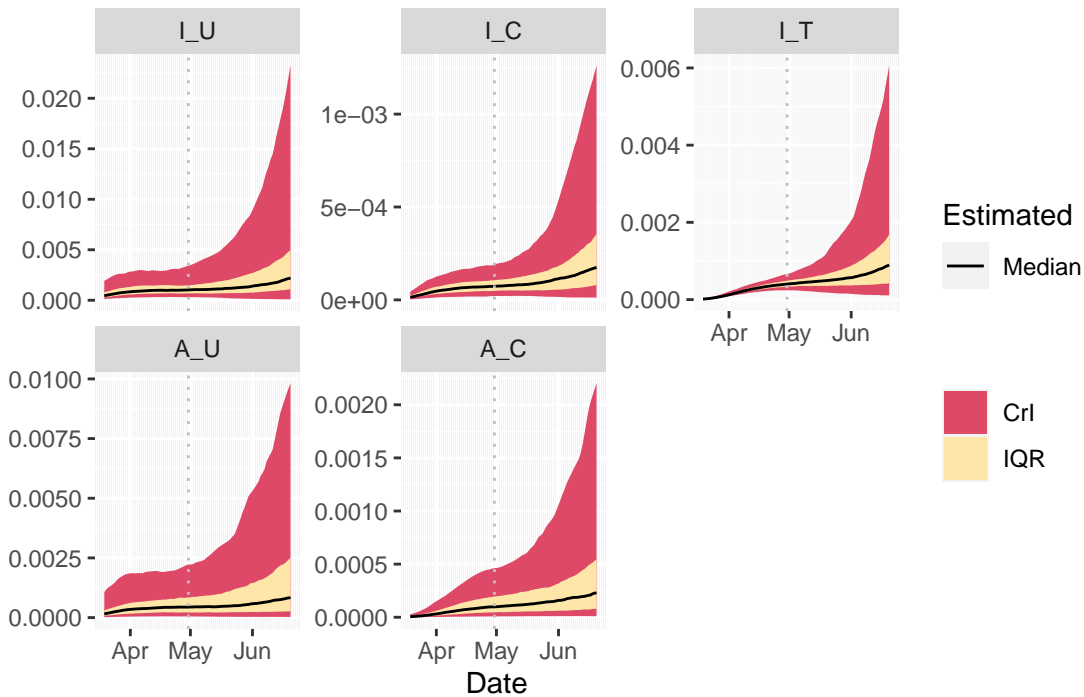 I_U
I_C
I_T
0.020
0.015
0.010
0.005
0.000
1e−03
5e−04
0e+00
0.006
0.004
0.002
0.000
Apr May Jun
A_U
A_C
0.0100
0.0075
0.0050
0.0025
0.0000
0.0020
0.0015
0.0010
0.0005
0.0000
Apr May Jun
Apr May Jun
Date
Estimated
Median
CrI
IQR